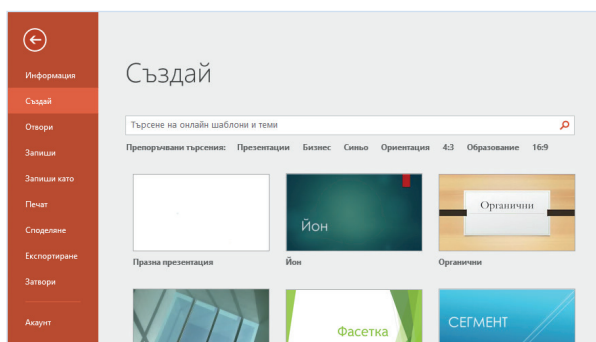 Информация
Създай
Отвори
Запиши
Запиши като
Печат
Споделяне
Експортиране
Затвори
Акаунт
Създай
Търсене на онлайн шаблони и теми
Препоръчвани търсения: Презентации Бизнес Синьо Ориентация 4:3 Образование 16:9
Йон
Органични
Празна презентация Йон Органични
Фасетка
СЕГМЕНТ